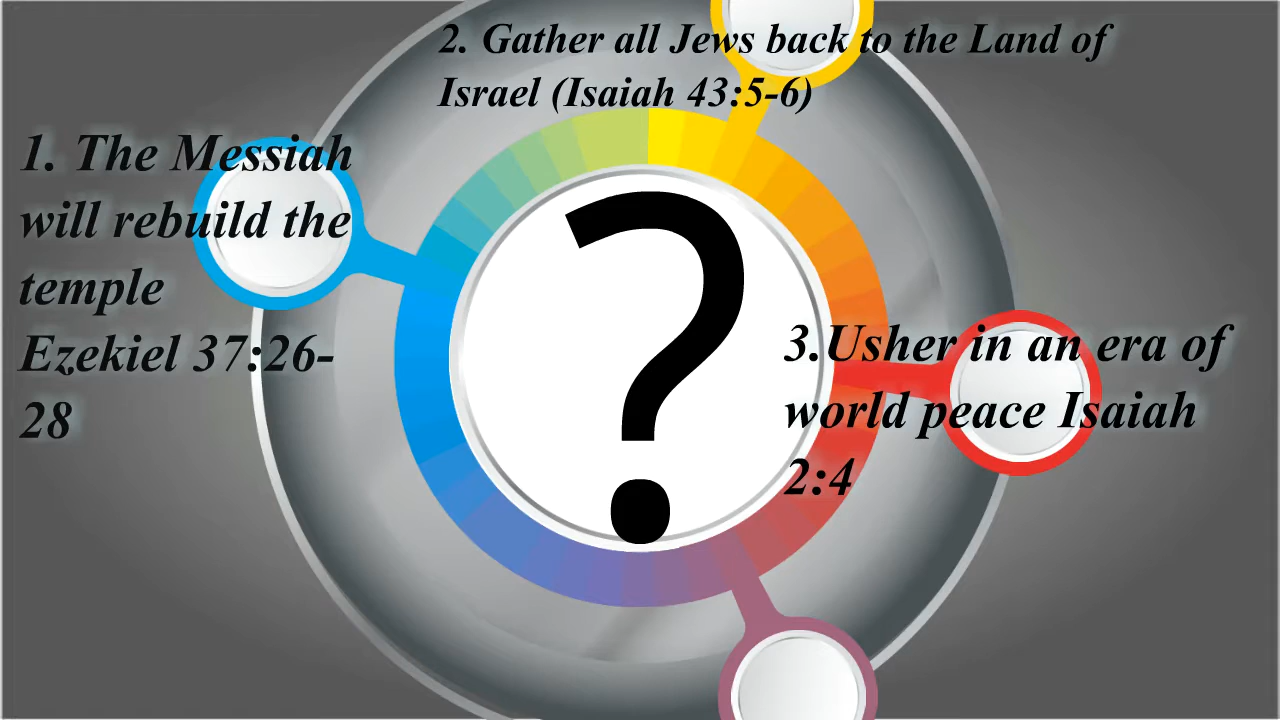 1. The Messiah
will rebuild the
temple
Ezekiel 37:26-
28
2. Gather all Jews back to the Land of
Israel (Isaiah 43:5-6)
?
3.Usher in an era of
world peace Isaiah
2:4